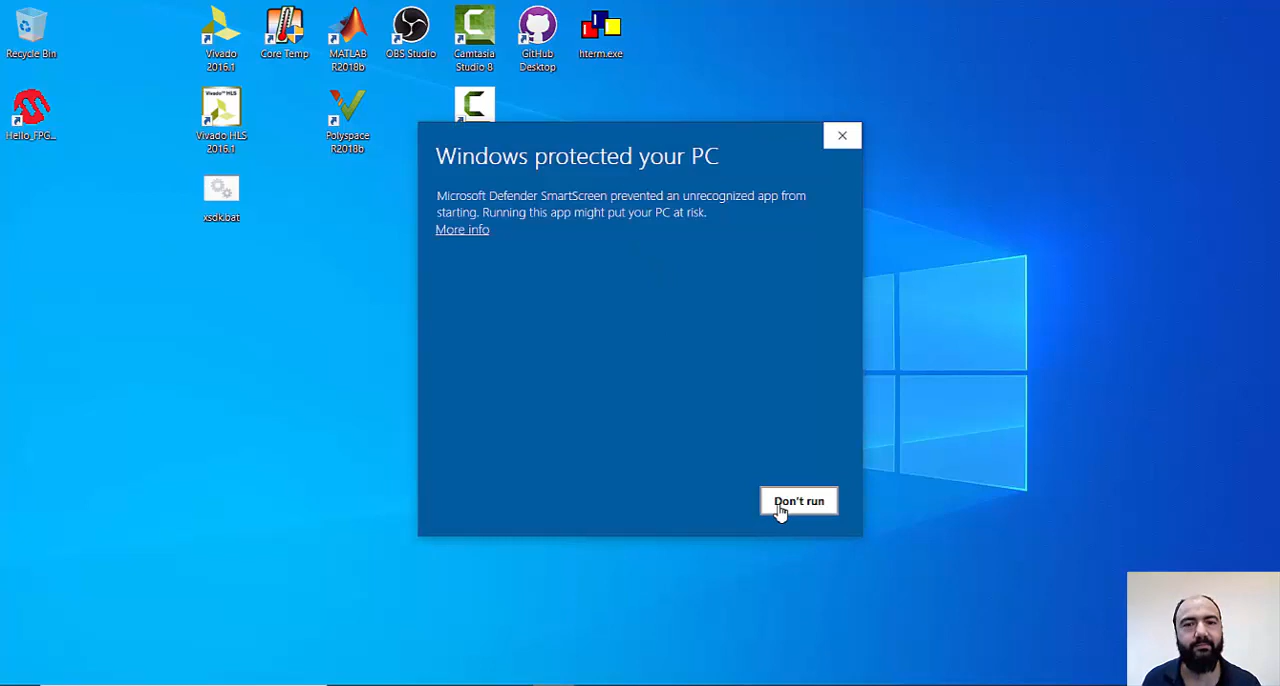 Recycle Bin
Vivado
2016.1
Core Temp
MATLAB
R2018b
OBS Studio
Camtasia
Studio 8
GitHub
Desktop
hterm.exe
Hello_FPG...
Vivado™ HLS
Vivado HLS
2016.1
Polyspace
R2018b
xsdk.bat
Windows protected your PC
Microsoft Defender SmartScreen prevented an unrecognized app from
starting. Running this app might put your PC at risk.
More info
Don't run